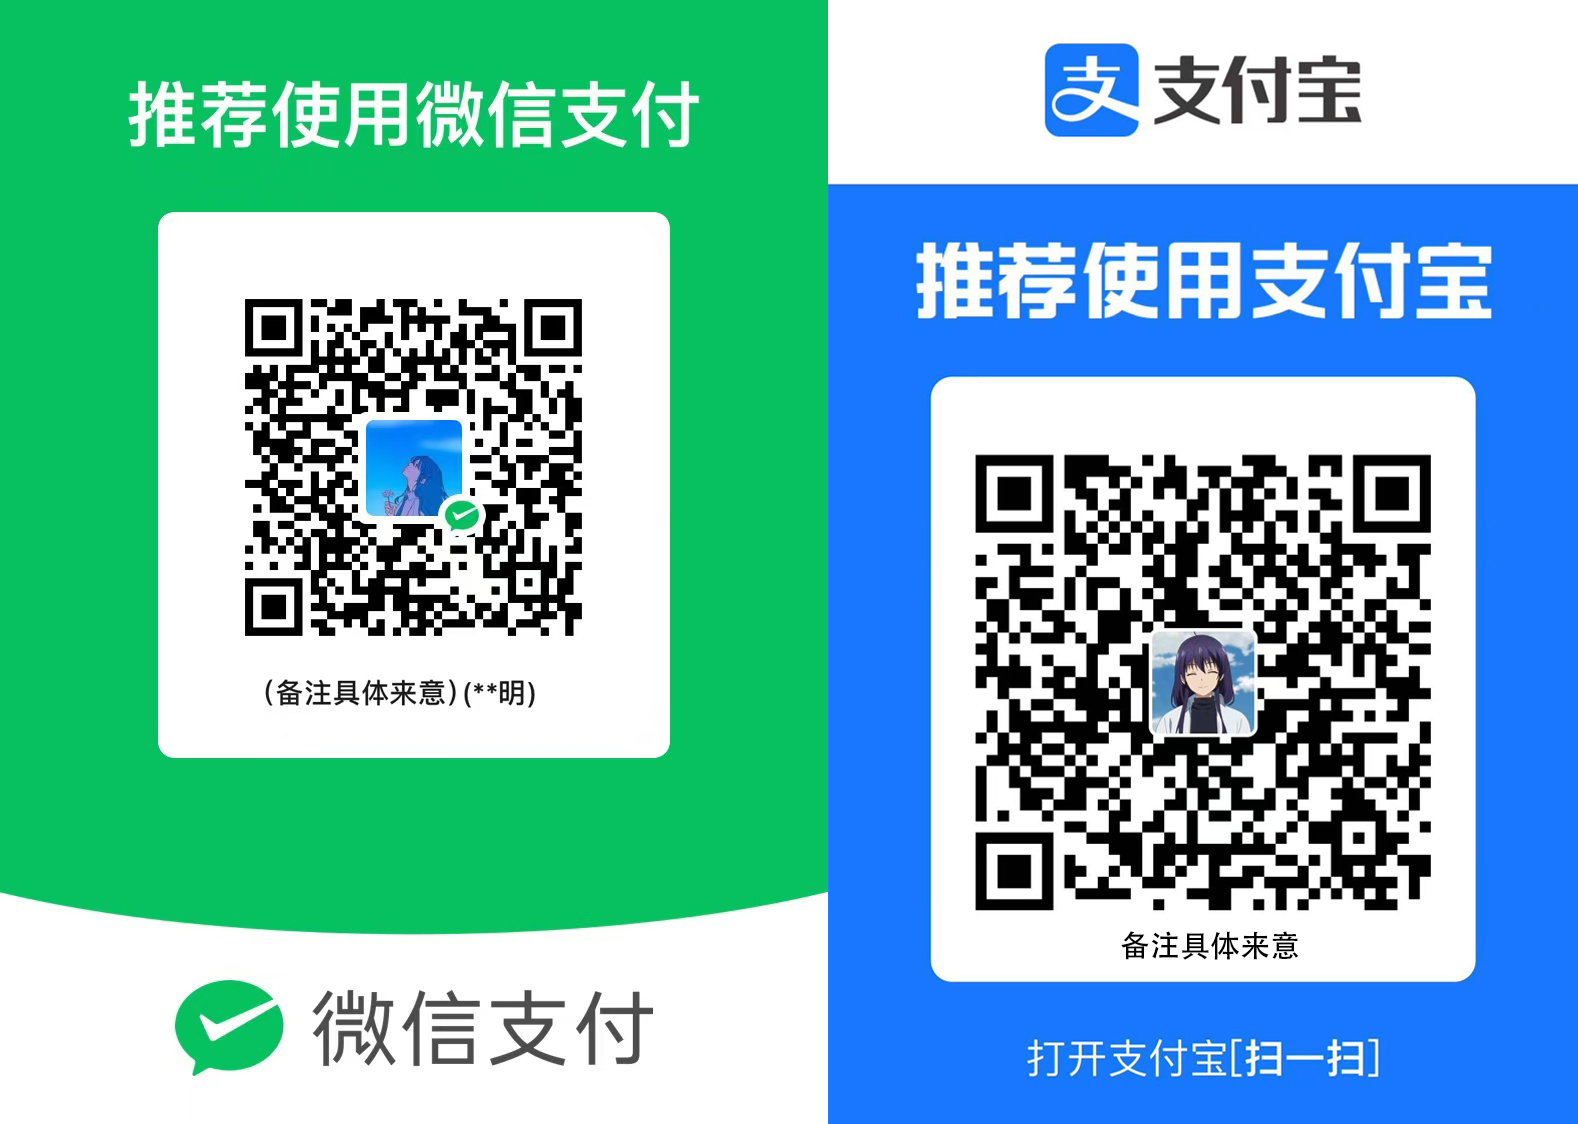 推荐使用微信支付
（备注具体来意）(**明)
微信支付
支 支付宝
推荐使用支付宝
备注具体来意
打开支付宝[扫一扫]